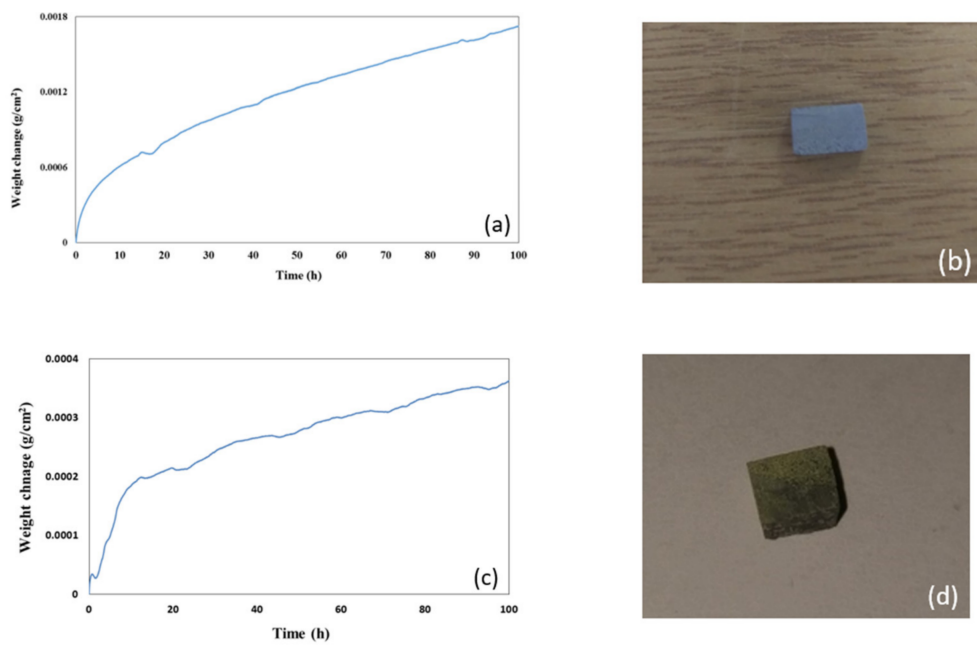 0.0018
0.0012
0.0006
0
Weight change (g/cm²)
0 10 20 30 40 50 60 70 80 90 100
Time (h)
(a)
(b)
0.0004
0.0003
0.0002
0.0001
0
Weight chnage (g/cm²)
0 20 40 60 80 100
Time (h)
(c)
(d)